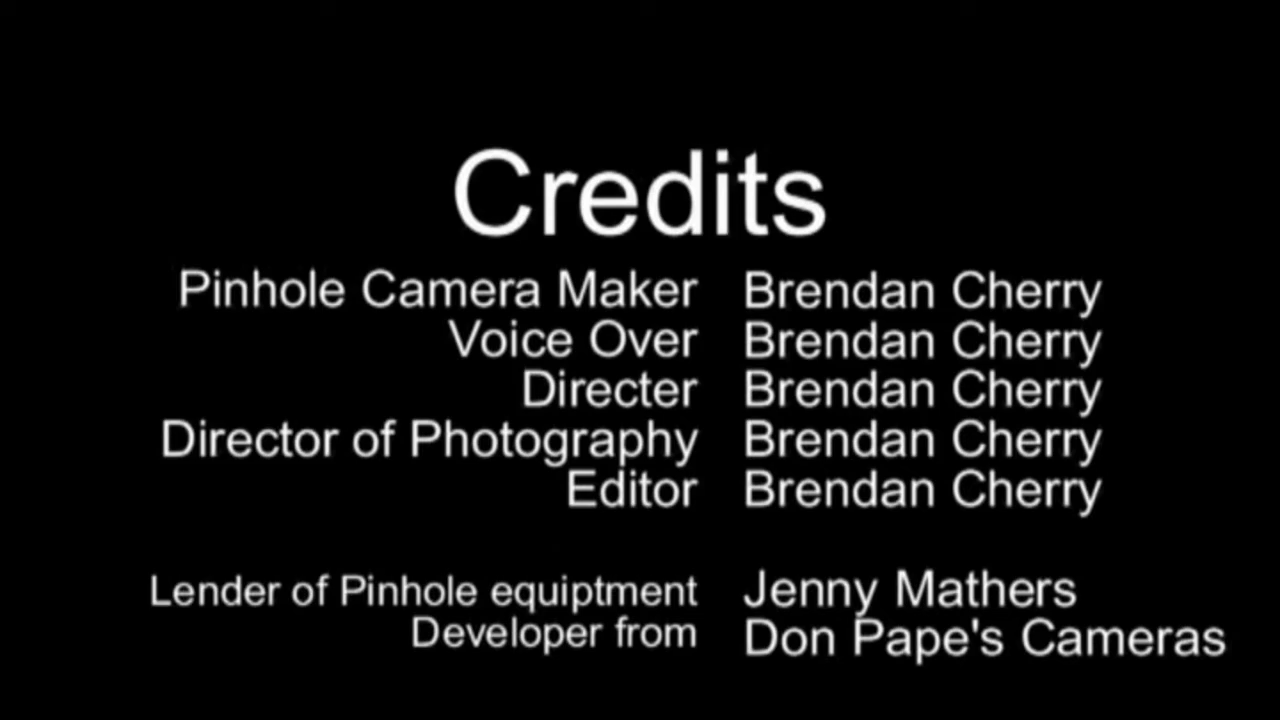 Credits
Pinhole Camera Maker Brendan Cherry
Voice Over Brendan Cherry
Directer Brendan Cherry
Director of Photography Brendan Cherry
Editor Brendan Cherry
Lender of Pinhole equiptment Jenny Mathers
Developer from Don Pape's Cameras